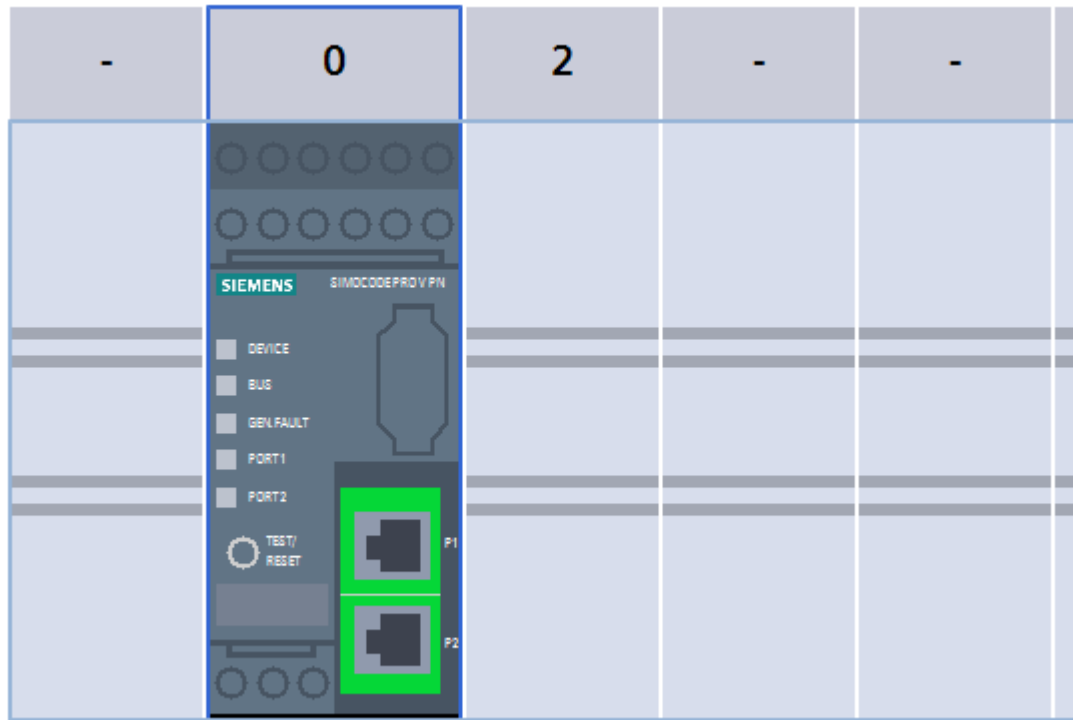 - 0 2 - -
SIEMENS SIMOCODE PRO V PN
DEVICE
BUS
GEN.FAULT
PORT1
PORT2
TEST/
RESET
P1
P2